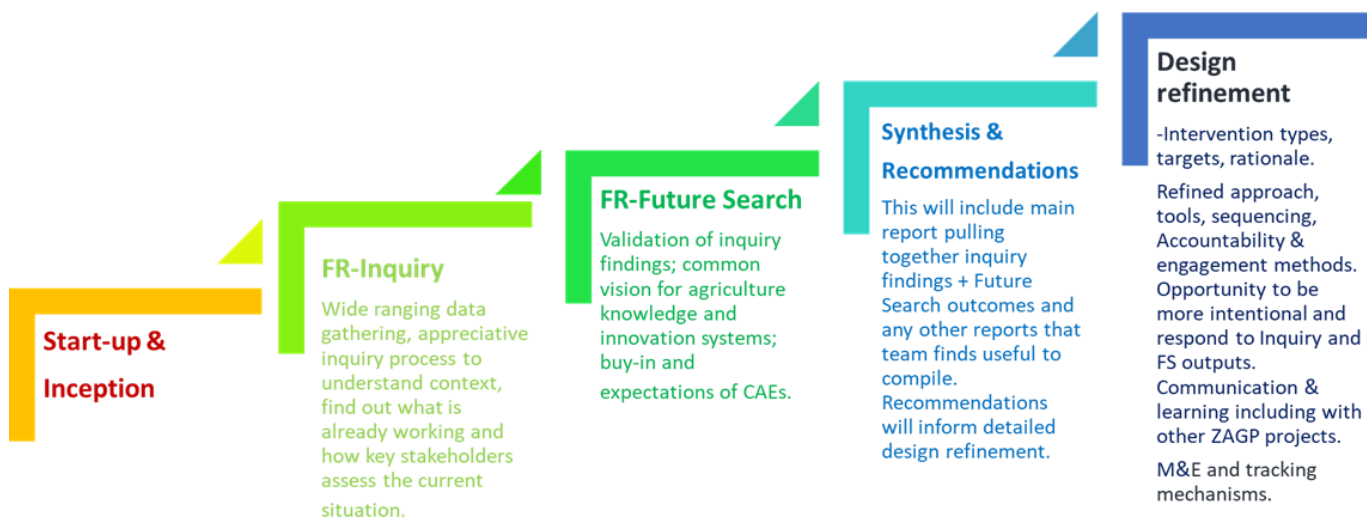 Start-up &
Inception
FR-Inquiry
Wide ranging data
gathering, appreciative
inquiry process to
understand context,
find out what is
already working and
how key stakeholders
assess the current
situation.
FR-Future Search
Validation of inquiry
findings; common
vision for agriculture
knowledge and
innovation systems;
buy-in and
expectations of CAEs.
Synthesis &
Recommendations
This will include main
report pulling
together inquiry
findings + Future
Search outcomes and
any other reports that
team finds useful to
compile.
Recommendations
will inform detailed
design refinement.
Design
refinement
-Intervention types,
targets, rationale.
Refined approach,
tools, sequencing,
Accountability &
engagement methods.
Opportunity to be
more intentional and
respond to Inquiry and
FS outputs.
Communication &
learning including with
other ZAGP projects.
M&E and tracking
mechanisms.